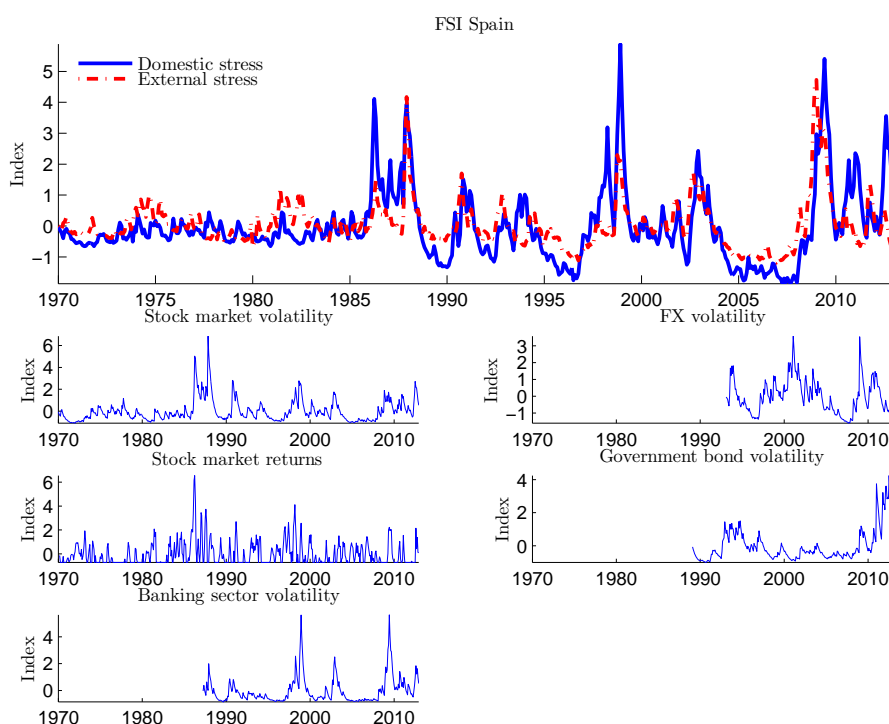 FSI Spain
Domestic stress
External stress
Index
5
4
3
2
1
0
−1
1970 1975 1980 1985 1990 1995 2000 2005 2010
Stock market volatility
Index
6
4
2
0
1970 1980 1990 2000 2010
FX volatility
Index
3
2
1
0
−1
1970 1980 1990 2000 2010
Stock market returns
Index
6
4
2
0
1970 1980 1990 2000 2010
Government bond volatility
Index
4
2
0
1970 1980 1990 2000 2010
Banking sector volatility
Index
4
2
0
1970 1980 1990 2000 2010